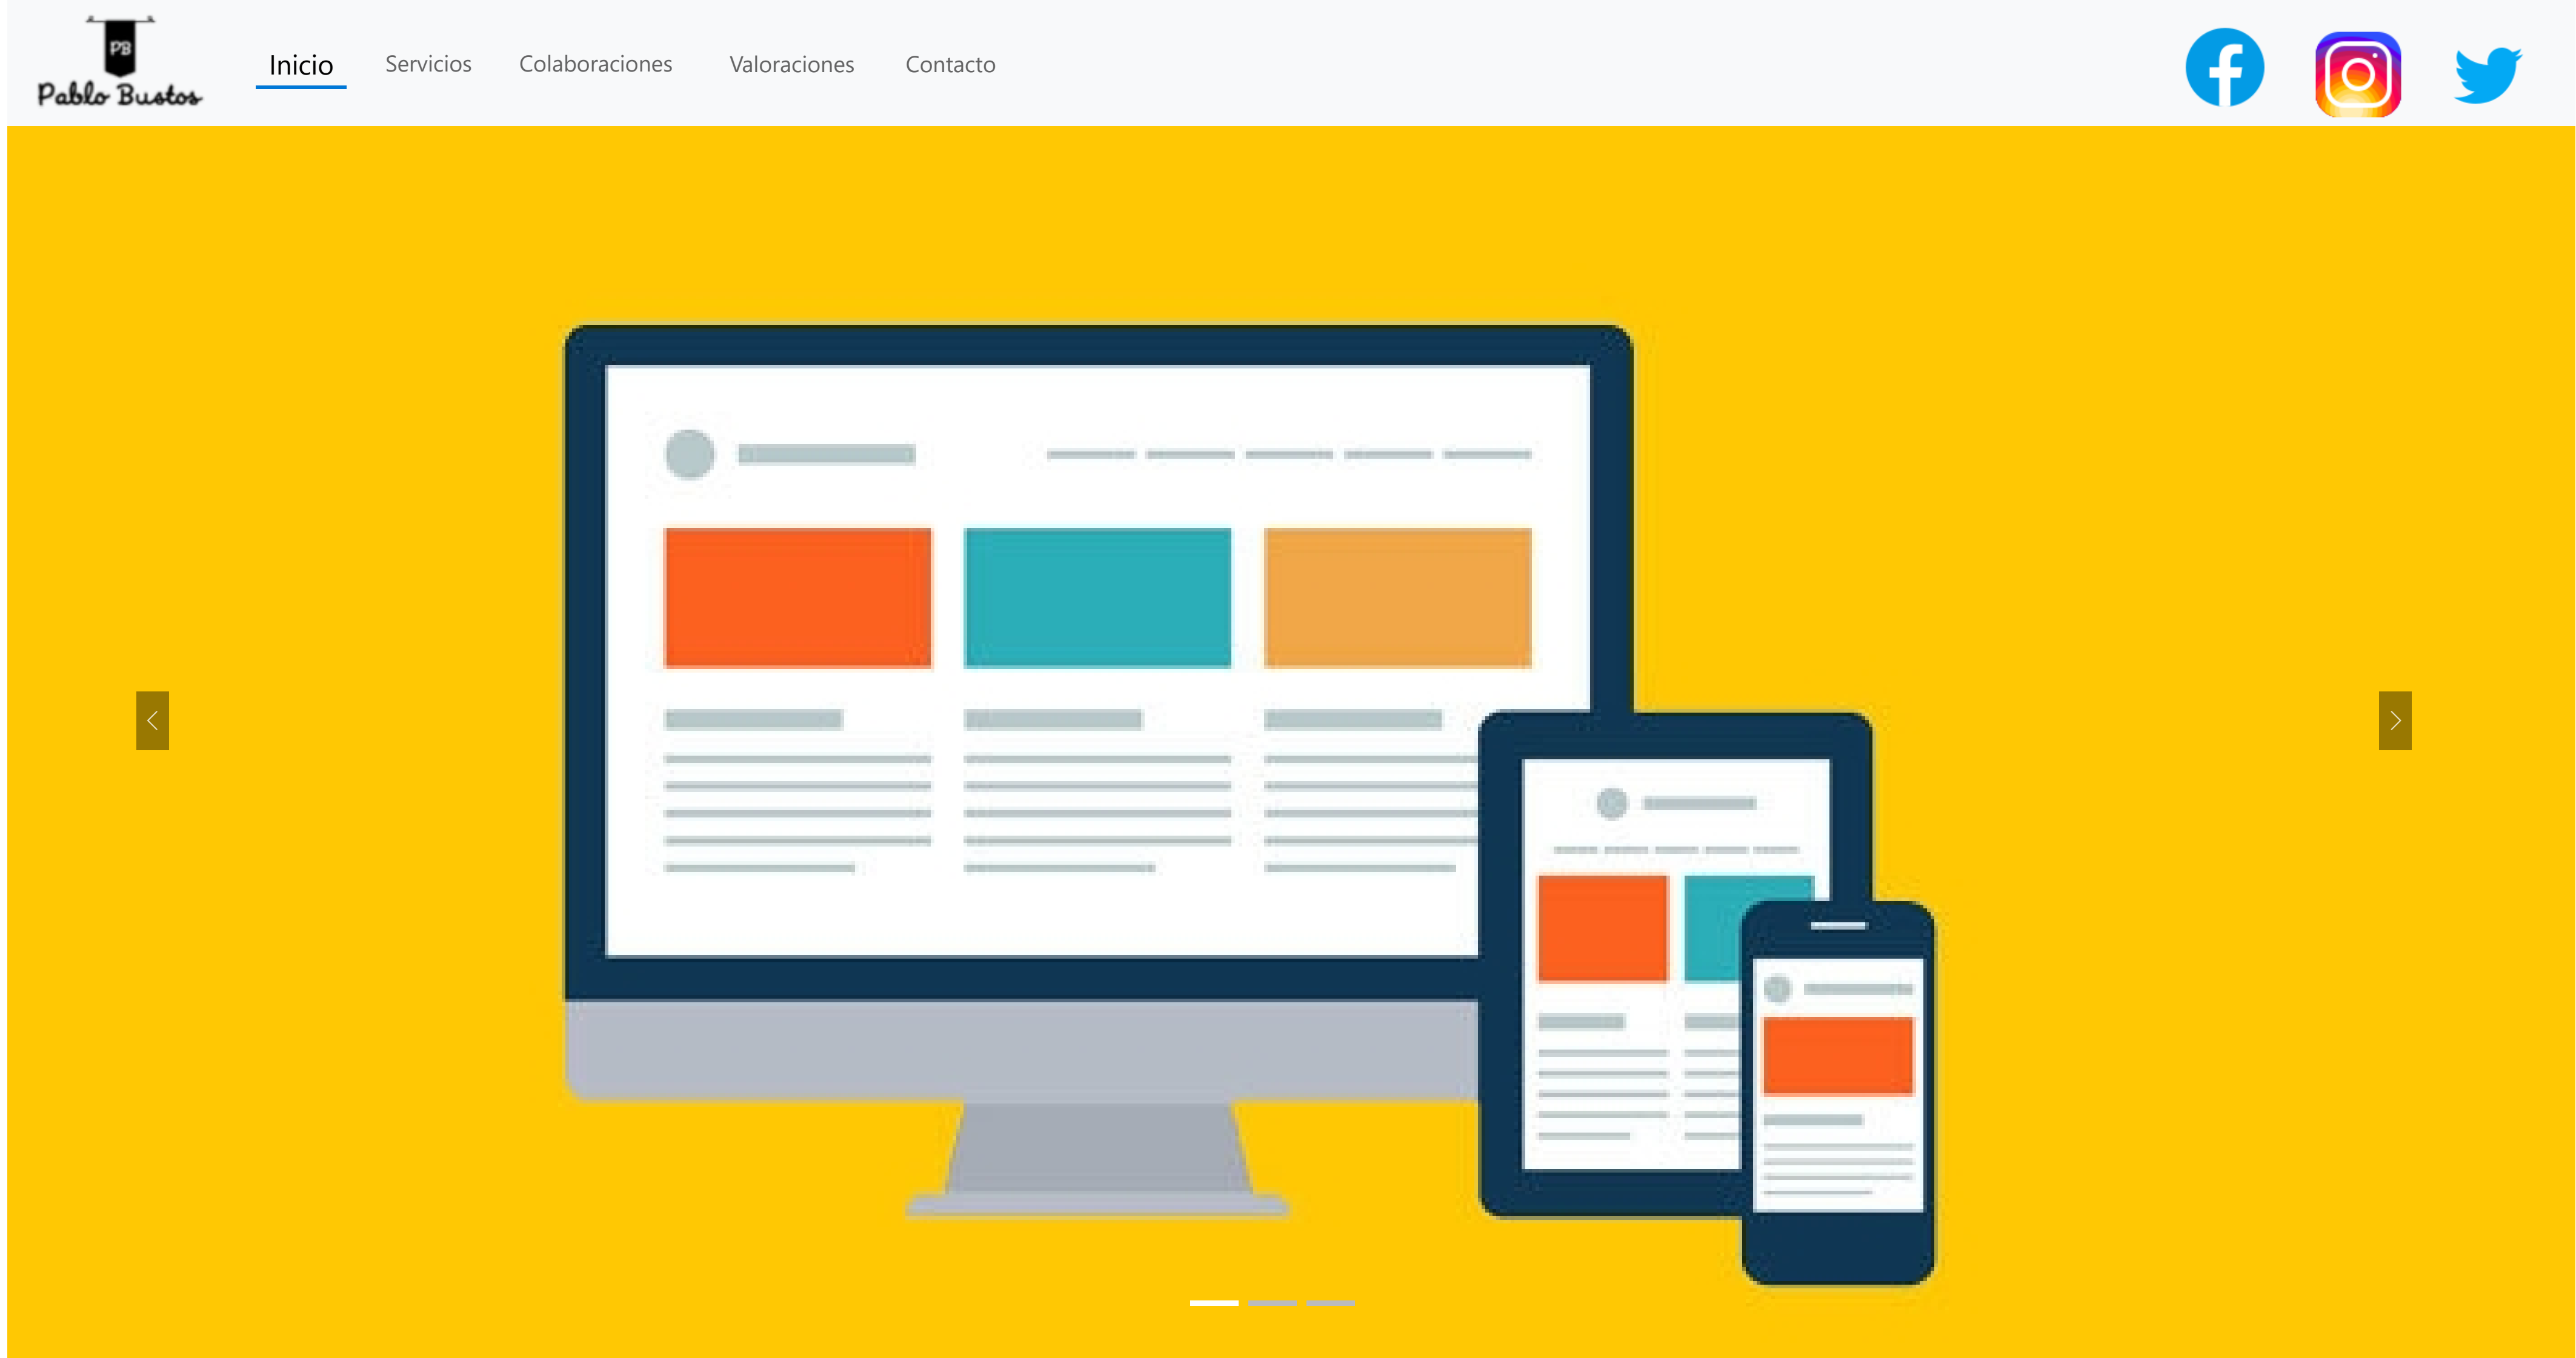 PB
Pablo Bustos
Inicio Servicios Colaboraciones Valoraciones Contacto